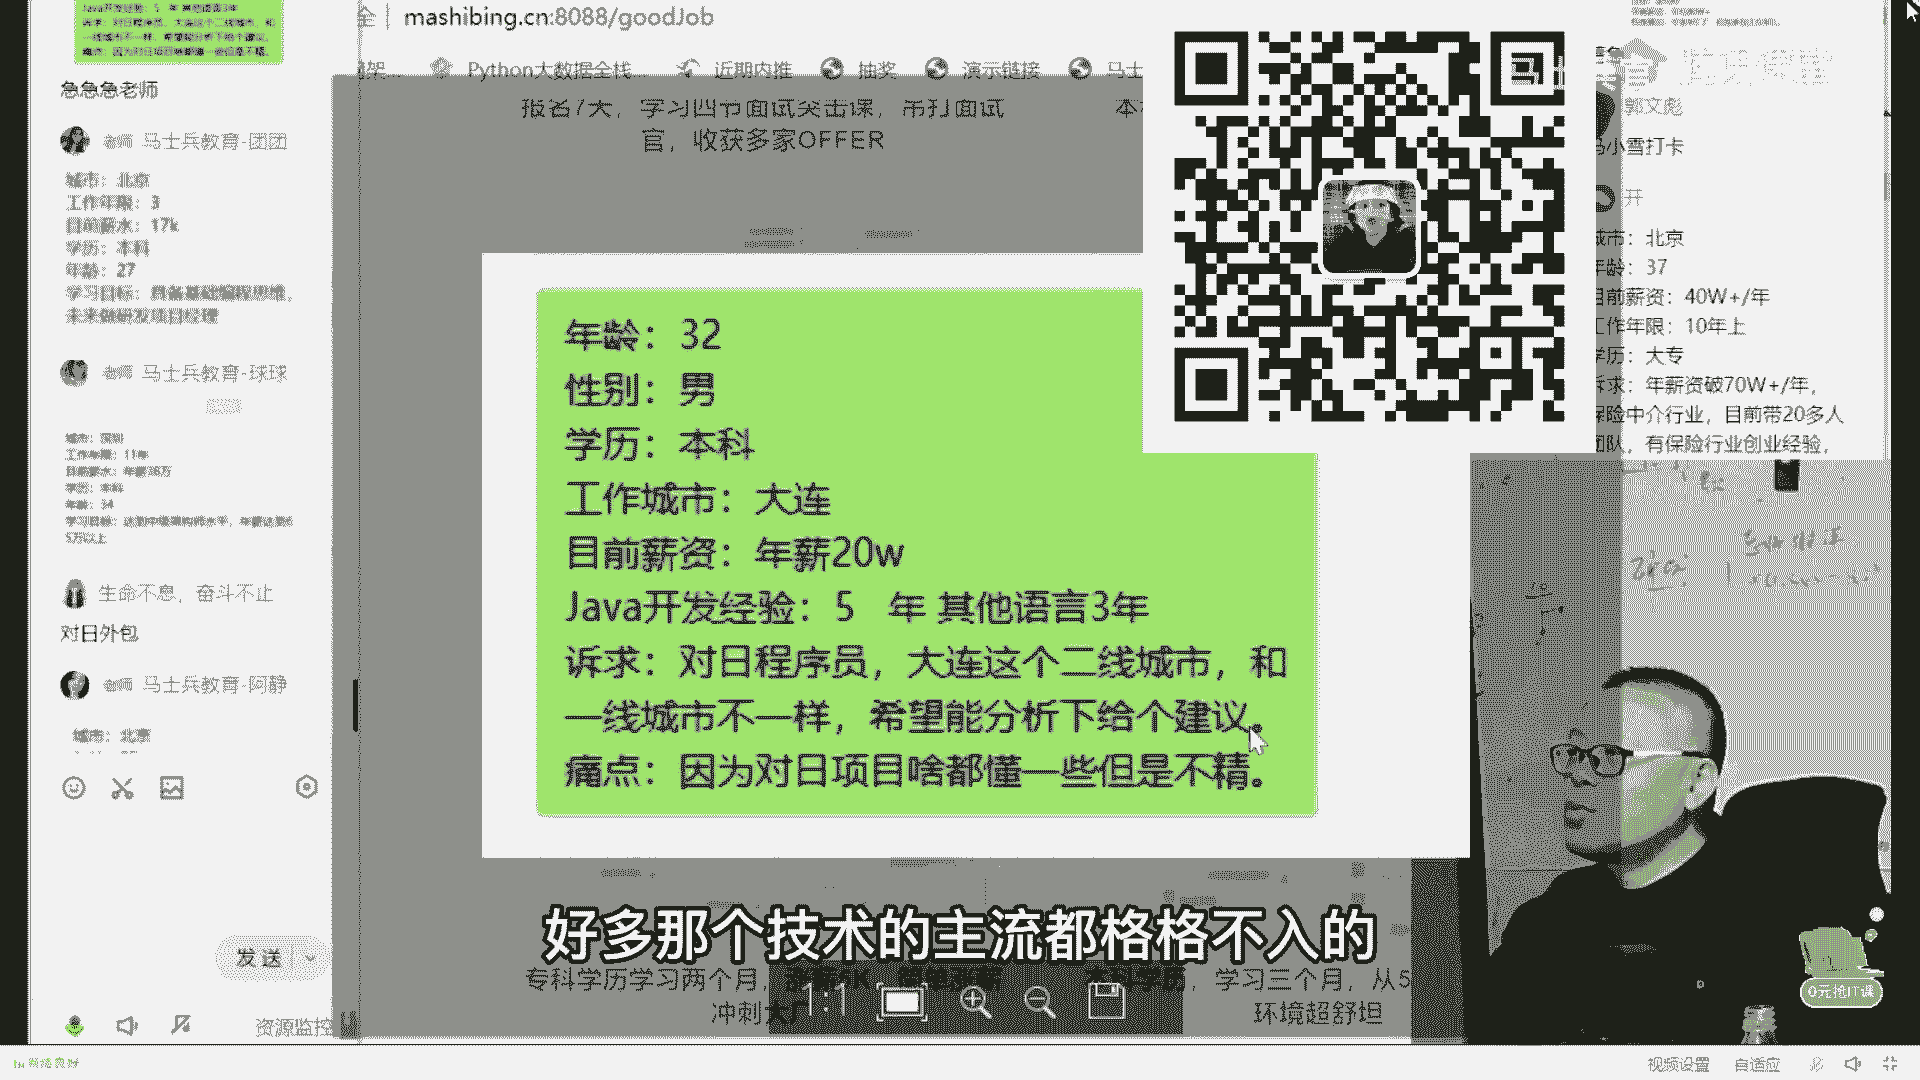 急急急老师
老师 马士兵教育-团团
城市：北京
工作年限：3
目前薪水：17k
学历：本科
年龄：27
学习目标：具备基础编程思维，
未来做研发项目经理
老师 马士兵教育-球球
城市：深圳
工作年限：11年
学历：本科
年龄：34
生命不息，奋斗不止
对日外包
老师 马士兵教育-阿静
城市：北京
发送
资源监控
mashibing.cn:8088/goodJob
Python大数据全栈...
近期内推
抽奖
演示链接
马士
报名7天，学习四节面试突击课，吊打面试
官，收获多家OFFER
年龄：32
性别：男
学历：本科
工作城市：大连
目前薪资：年薪20w
Java开发经验：5 年 其他语言3年
诉求：对日程序员，大连这个二线城市，和
一线城市不一样，希望能分析下给个建议。
痛点：因为对日项目啥都懂一些但是不精。
郭文彪
马小雪打卡
开
城市：北京
年龄：37
目前薪资：40W+/年
工作年限：10年上
学历：大专
诉求：年薪资破70W+/年，
保险中介行业，目前带20多人
团队，有保险行业创业经验，
好多那个技术的主流都格格不入的
专科学历学习两个月，
冲刺大厂
1:1
学习三个月，从5
环境超舒坦
0元抢IT课
视频设置
自适应